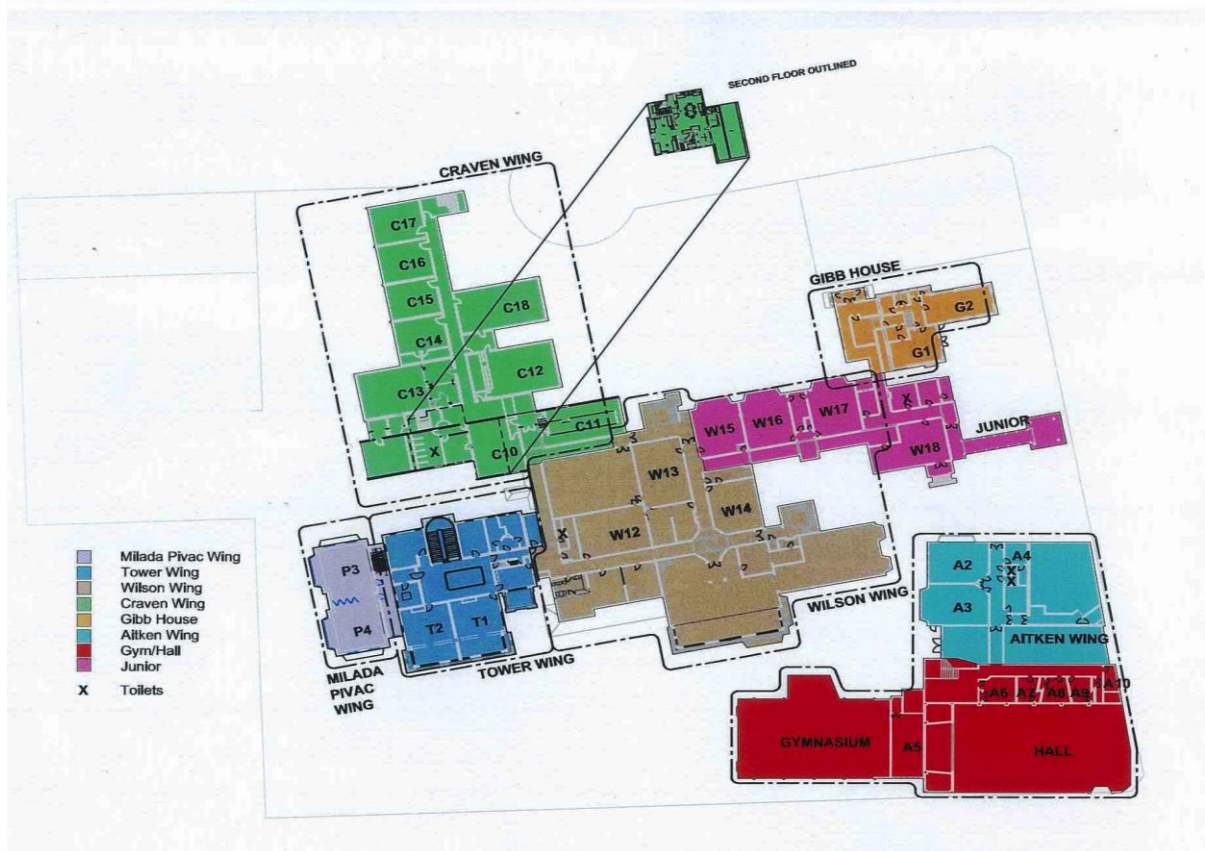 SECOND FLOOR OUTLINED
CRAVEN WING
C17
C16
C15
C18
C14
C12
C13
C11
X
C10
GIBB HOUSE
G2
G1
W15
W16
W17
X
JUNIOR
W18
W13
W14
X
W12
WILSON WING
Milada Pivac Wing
Tower Wing
Wilson Wing
Craven Wing
Gibb House
Aitken Wing
Gym/Hall
Junior
X Toilets
P3
P4
T2
T1
MILADA
PIVAC
WING
TOWER WING
A2
A4
X
X
A3
AITKEN WING
A6
A7
A8
A9
A10
GYMNASIUM
A5
HALL